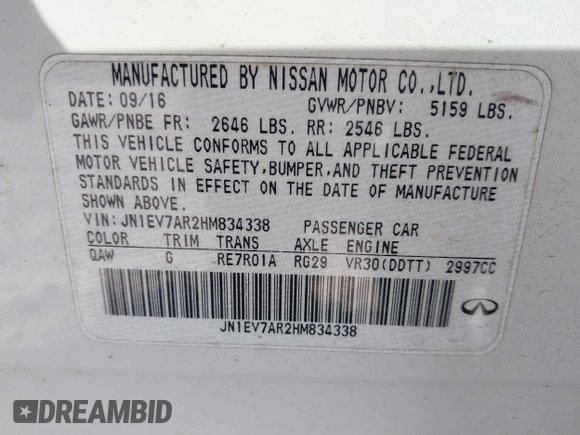 MANUFACTURED BY NISSAN MOTOR CO.,LTD.
DATE: 09/16 GVWR/PNBV: 5159 LBS.
GAWR/PNBE FR: 2646 LBS. RR: 2546 LBS.
THIS VEHICLE CONFORMS TO ALL APPLICABLE FEDERAL
MOTOR VEHICLE SAFETY,BUMPER,AND THEFT PREVENTION
STANDARDS IN EFFECT ON THE DATE OF MANUFACTURE
SHOWN ABOVE.
VIN:JN1EV7AR2HM834338 PASSENGER CAR
COLOR TRIM TRANS AXLE ENGINE
QAW G RE7R01A RG29 VR30(DDTT) 2997CC
JN1EV7AR2HM834338
DREAMBID